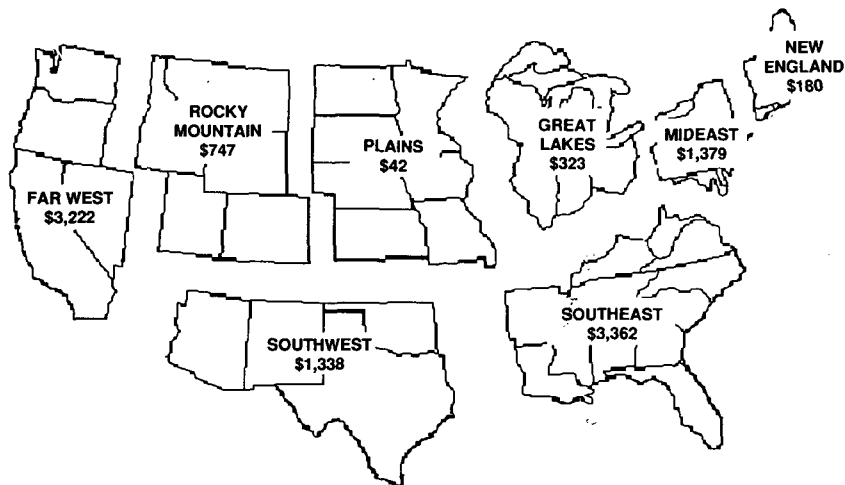 NEW
ENGLAND
$180
ROCKY
MOUNTAIN
$747
PLAINS
$42
GREAT
LAKES
$323
MIDEAST
$1,379
FAR WEST
$3,222
SOUTHWEST
$1,338
SOUTHEAST
$3,362